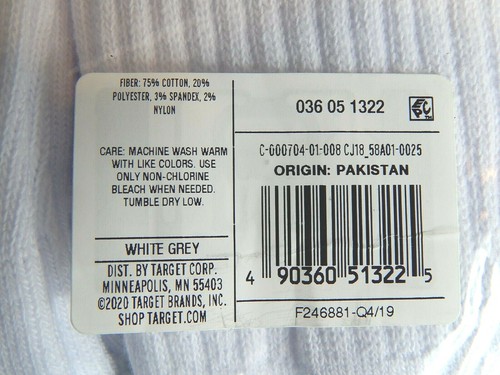 FIBER: 75% COTTON, 20%
POLYESTER, 3% SPANDEX, 2%
NYLON
CARE: MACHINE WASH WARM
WITH LIKE COLORS. USE
ONLY NON-CHLORINE
BLEACH WHEN NEEDED.
TUMBLE DRY LOW.
WHITE GREY
DIST. BY TARGET CORP.
MINNEAPOLIS, MN 55403
©2020 TARGET BRANDS, INC.
SHOP TARGET.COM
036 05 1322
C-000704-01-008 CJ18_58A01-0025
ORIGIN: PAKISTAN
4 90360 51322 5
F246881-Q4/19